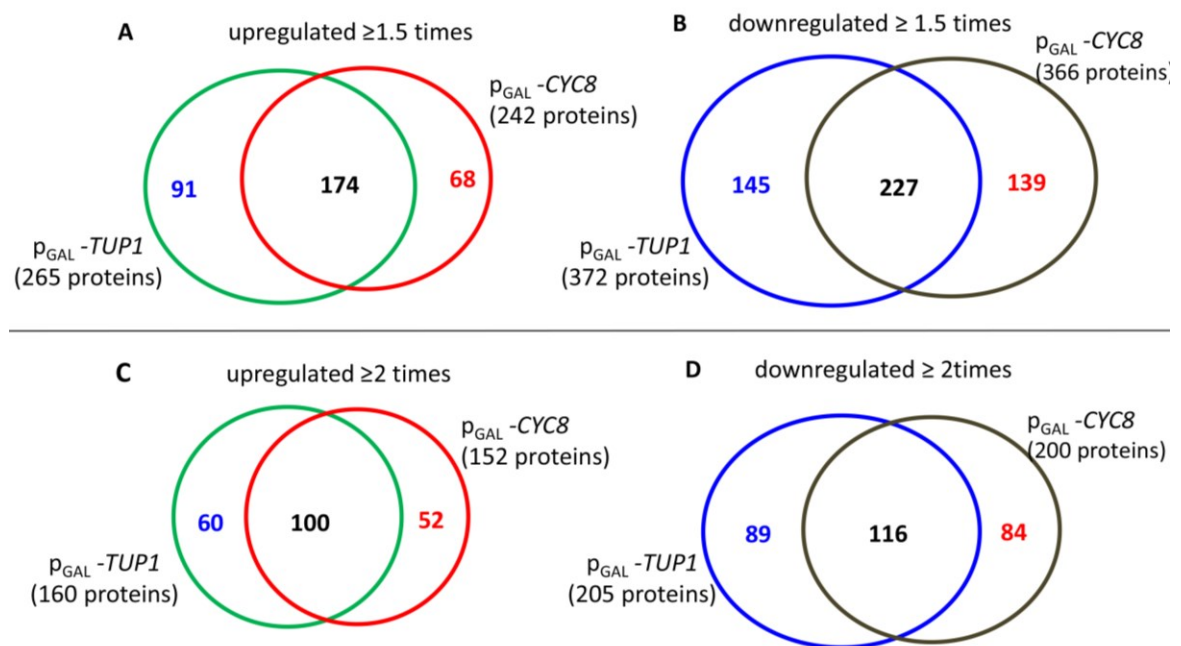 A
upregulated ≥1.5 times
pGAL -CYC8
(242 proteins)
91
174
68
pGAL -TUP1
(265 proteins)
B
downregulated ≥ 1.5 times
pGAL -CYC8
(366 proteins)
145
227
139
pGAL -TUP1
(372 proteins)
C
upregulated ≥2 times
pGAL -CYC8
(152 proteins)
60
100
52
pGAL -TUP1
(160 proteins)
D
downregulated ≥ 2times
pGAL -CYC8
(200 proteins)
89
116
84
pGAL -TUP1
(205 proteins)